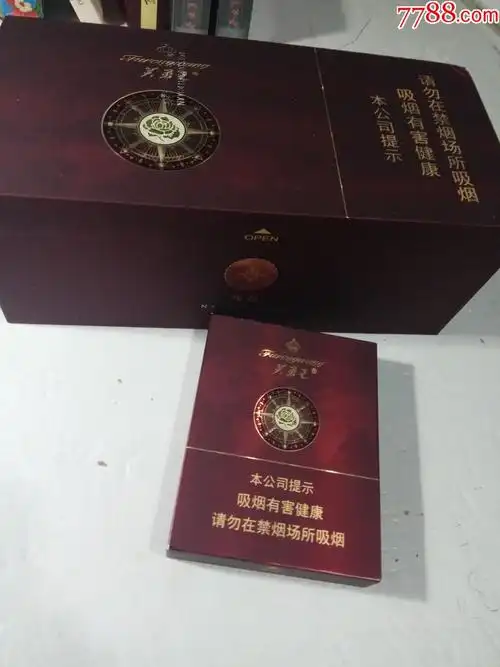 7788.com
Furongwang
芙蓉王
请勿在禁烟场所吸烟
吸烟有害健康
本公司提示
OPEN
Furongwang
芙蓉王
本公司提示
吸烟有害健康
请勿在禁烟场所吸烟